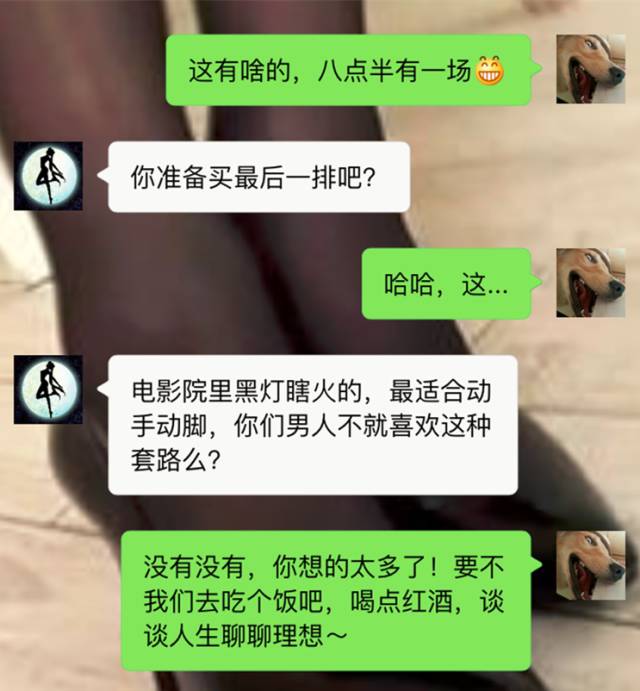 这有啥的，八点半有一场😁
你准备买最后一排吧？
哈哈，这...
电影院里黑灯瞎火的，最适合动
手动脚，你们男人不就喜欢这种
套路么？
没有没有，你想的太多了！要不
我们去吃个饭吧，喝点红酒，谈
谈人生聊聊理想～